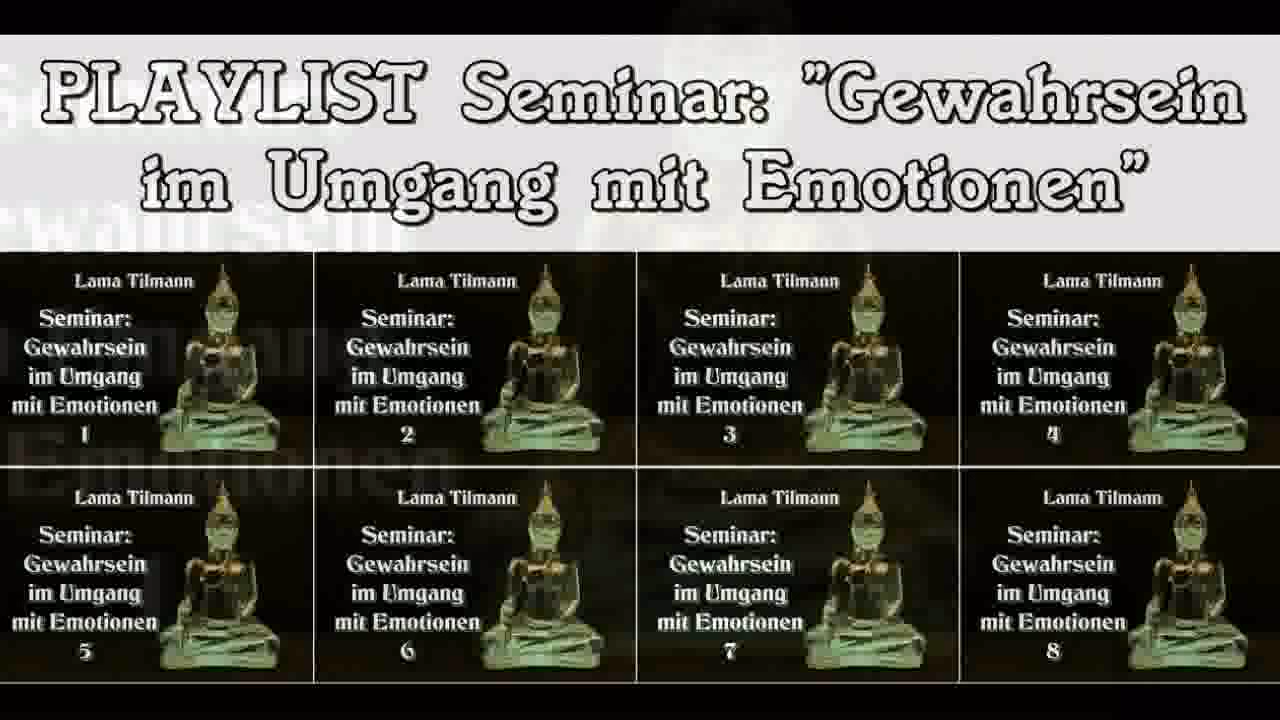 PLAYLIST Seminar: "Gewahrsein
im Umgang mit Emotionen"
Lama Tilmann
Seminar:
Gewahrsein
im Umgang
mit Emotionen
1
Lama Tilmann
Seminar:
Gewahrsein
im Umgang
mit Emotionen
2
Lama Tilmann
Seminar:
Gewahrsein
im Umgang
mit Emotionen
3
Lama Tilmann
Seminar:
Gewahrsein
im Umgang
mit Emotionen
4
Lama Tilmann
Seminar:
Gewahrsein
im Umgang
mit Emotionen
5
Lama Tilmann
Seminar:
Gewahrsein
im Umgang
mit Emotionen
6
Lama Tilmann
Seminar:
Gewahrsein
im Umgang
mit Emotionen
7
Lama Tilmann
Seminar:
Gewahrsein
im Umgang
mit Emotionen
8